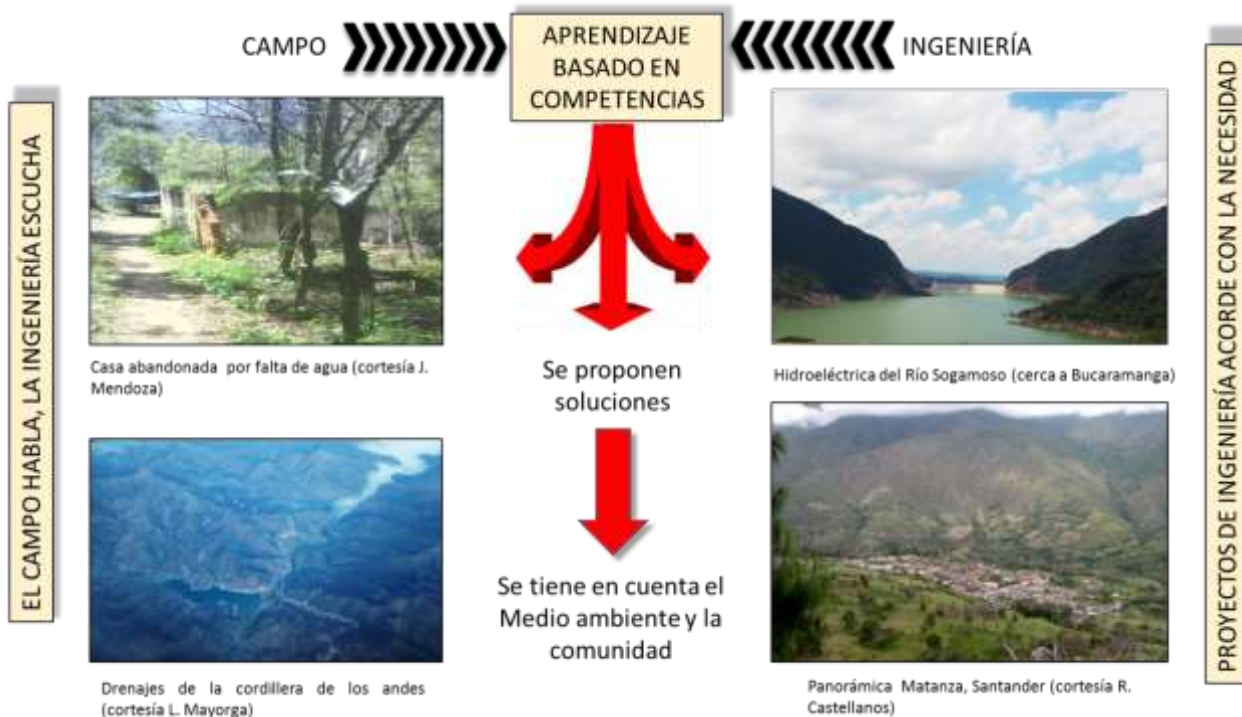 CAMPO
APRENDIZAJE
BASADO EN
COMPETENCIAS
INGENIERÍA
EL CAMPO HABLA, LA INGENIERÍA ESCUCHA
Casa abandonada por falta de agua (cortesía J.
Mendoza)
Drenajes de la cordillera de los andes
(cortesía L. Mayorga)
Se proponen
soluciones
Se tiene en cuenta el
Medio ambiente y la
comunidad
Hidroeléctrica del Río Sogamoso (cerca a Bucaramanga)
Panorámica Matanza, Santander (cortesía R.
Castellanos)
PROYECTOS DE INGENIERÍA ACORDE CON LA NECESIDAD